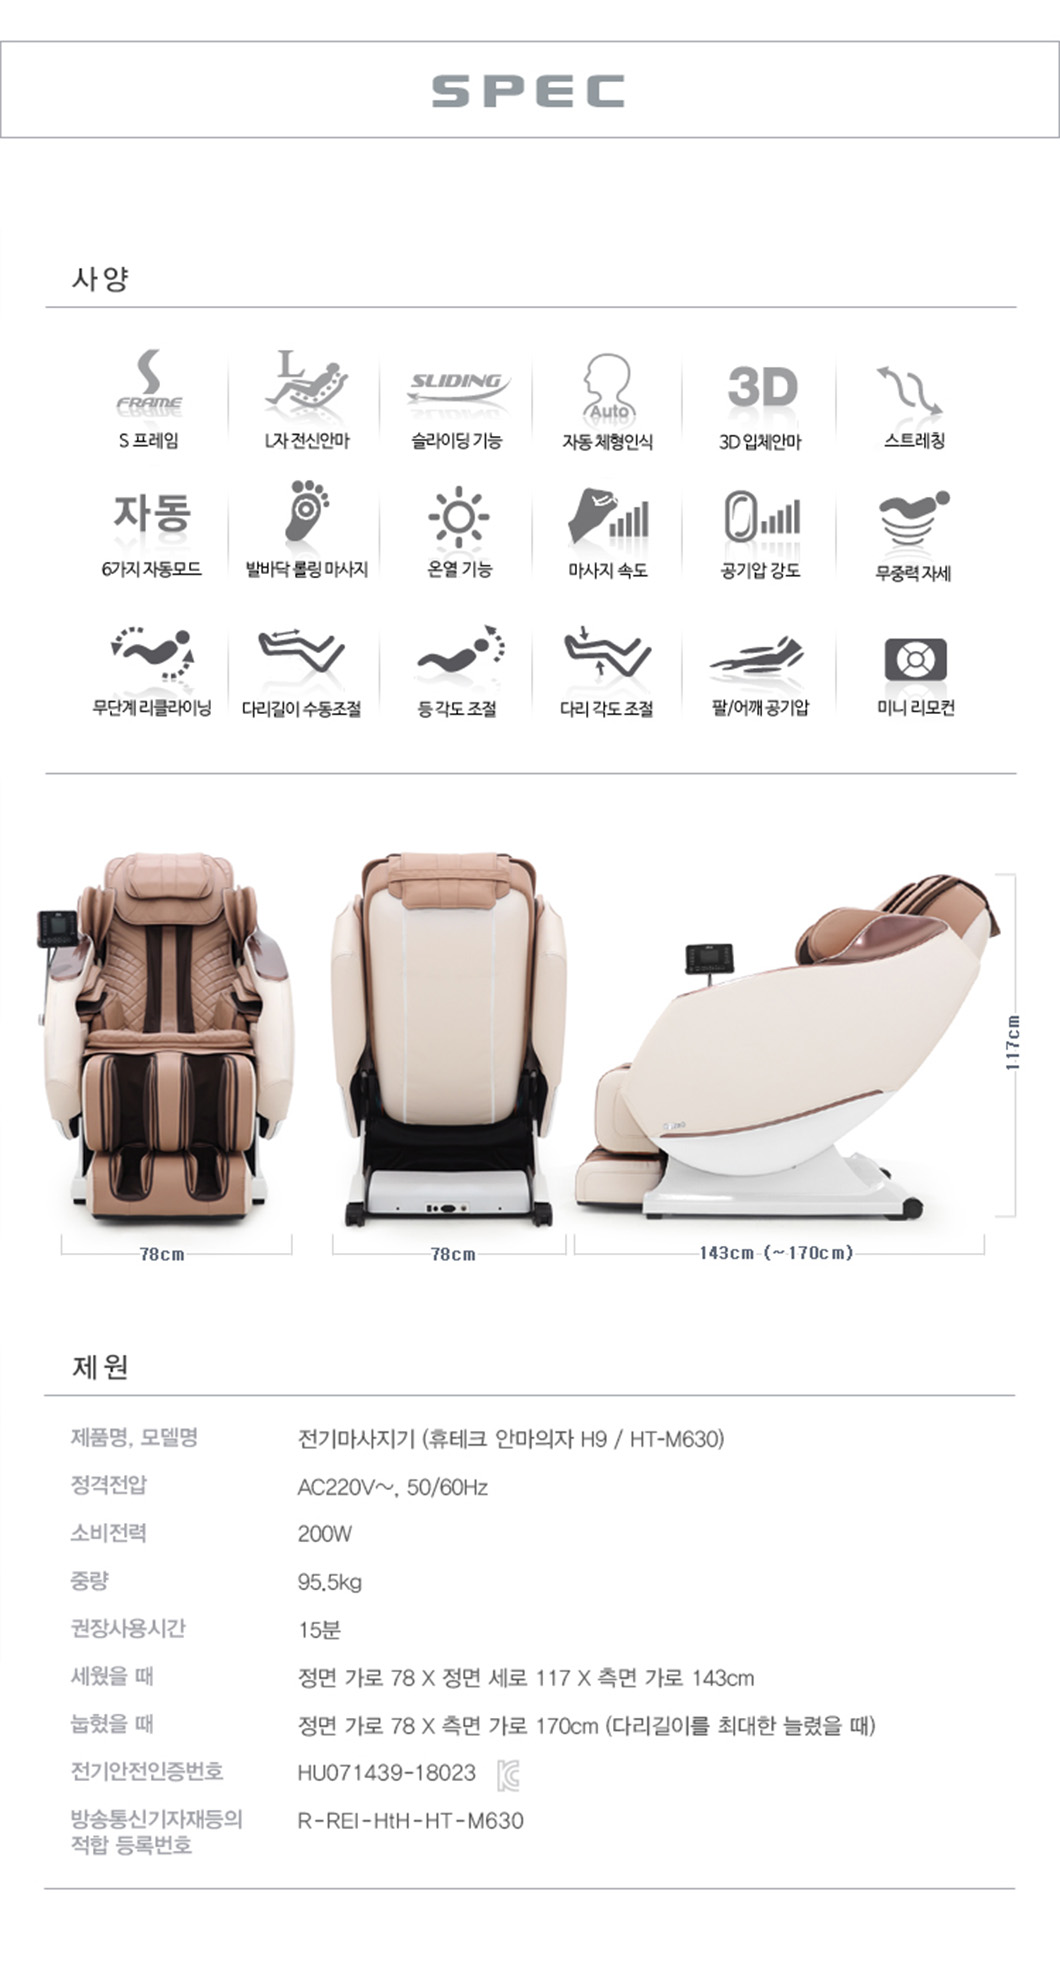 SPEC
사양
S FRAME
L
SLIDING
Auto
3D
S 프레임
L자 전신안마
슬라이딩 기능
자동 체형인식
3D 입체안마
스트레칭
자동
6가지 자동모드
발바닥 롤링 마사지
온열 기능
마사지 속도
공기압 강도
무중력 자세
무단계 리클라이닝
다리길이 수동조절
등 각도 조절
다리 각도 조절
팔/어깨 공기압
미니 리모컨
117cm
78cm
78cm
143cm (~170cm)
제원
제품명, 모델명 전기마사지기 (휴테크 안마의자 H9 / HT-M630)
정격전압 AC220V~, 50/60Hz
소비전력 200W
중량 95.5kg
권장사용시간 15분
세웠을 때 정면 가로 78 X 정면 세로 117 X 측면 가로 143cm
눕혔을 때 정면 가로 78 X 측면 가로 170cm (다리길이를 최대한 늘렸을 때)
전기안전인증번호 HU071439-18023
방송통신기자재등의 R-REI-HtH-HT-M630
적합 등록번호